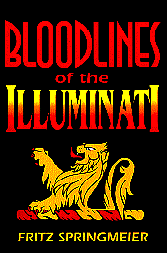 BLOODLINES
of the
ILLUMINATI
FRITZ SPRINGMEIER